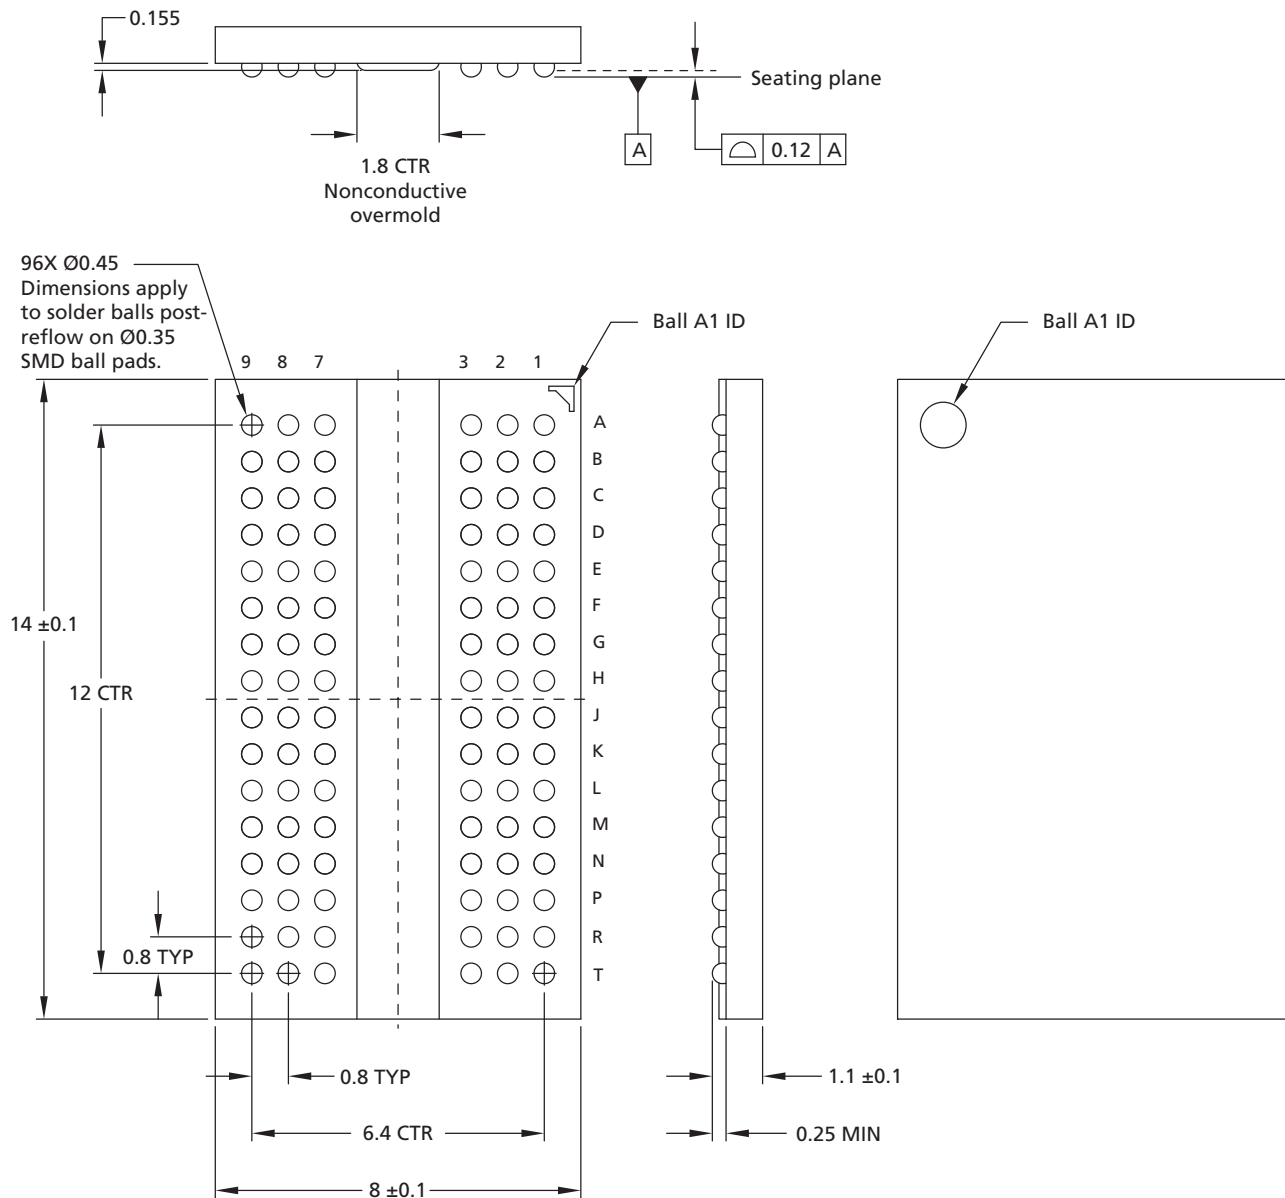 0.155
Seating plane
A
0.12 A
1.8 CTR
Nonconductive
overmold
96X Ø0.45
Dimensions apply
to solder balls post-
reflow on Ø0.35
SMD ball pads.
Ball A1 ID
Ball A1 ID
9 8 7 3 2 1
A
B
C
D
E
F
G
H
J
K
L
M
N
P
R
T
14 ±0.1
12 CTR
0.8 TYP
0.8 TYP
1.1 ±0.1
6.4 CTR
0.25 MIN
8 ±0.1